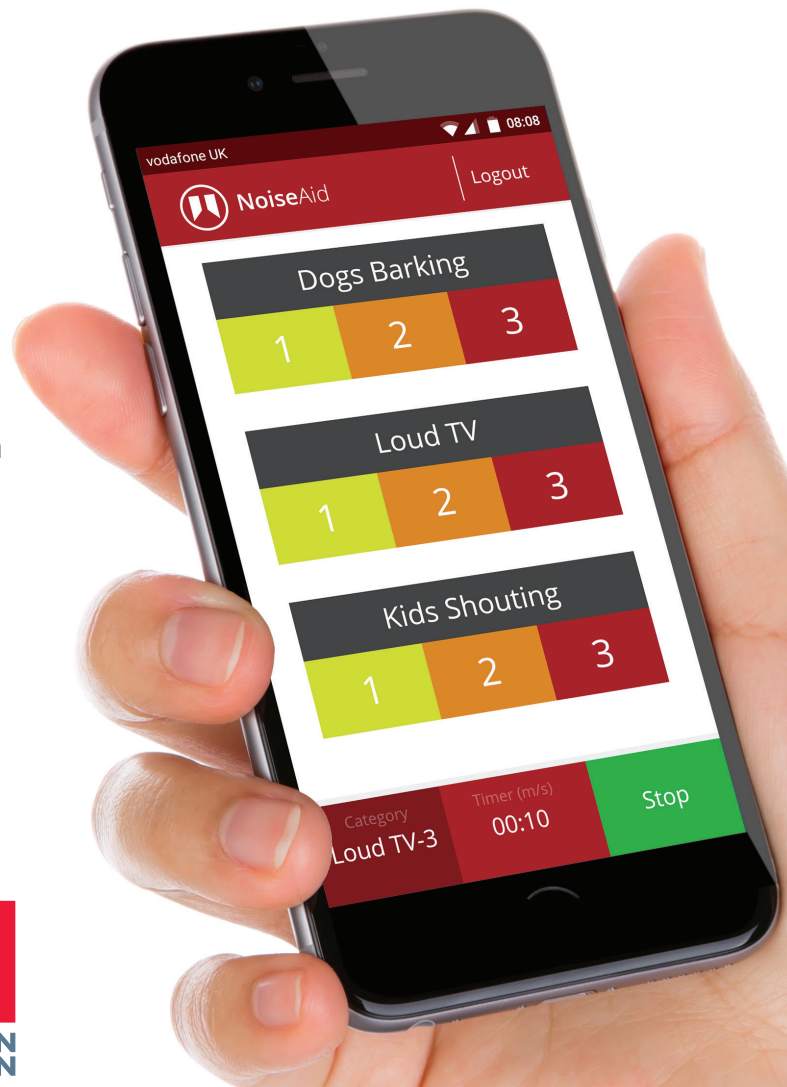 vodafone UK 08:08
NoiseAid Logout
Dogs Barking
1 2 3
Loud TV
1 2 3
Kids Shouting
1 2 3
Category Timer (m/s) Stop
Loud TV-3 00:10
N
N